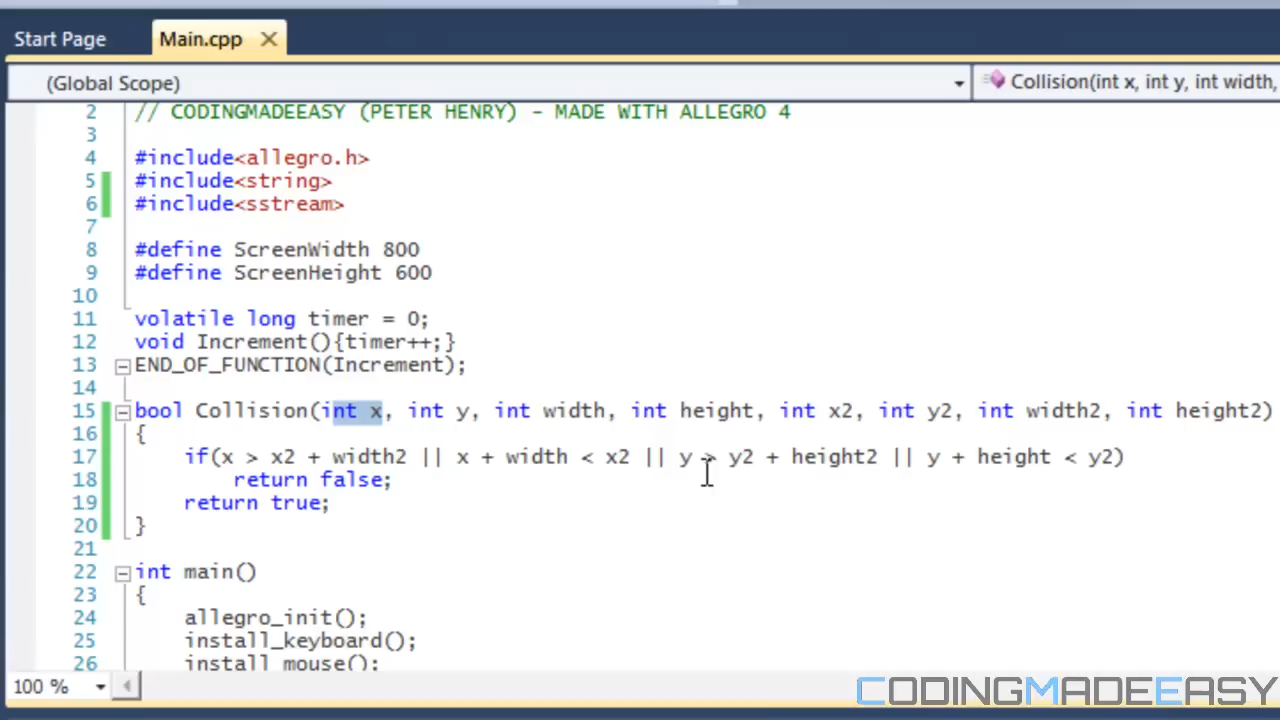 Start Page Main.cpp
(Global Scope) Collision(int x, int y, int width,
2 // CODINGMADEEASY (PETER HENRY) - MADE WITH ALLEGRO 4
3
4 #include<allegro.h>
5 #include<string>
6 #include<sstream>
7
8 #define ScreenWidth 800
9 #define ScreenHeight 600
10
11 volatile long timer = 0;
12 void Increment(){timer++;}
13 END_OF_FUNCTION(Increment);
14
15 bool Collision(int x, int y, int width, int height, int x2, int y2, int width2, int height2)
16 {
17 if(x > x2 + width2 || x + width < x2 || y > y2 + height2 || y + height < y2)
18 return false;
19 return true;
20 }
21
22 int main()
23 {
24 allegro_init();
25 install_keyboard();
26 install_mouse();
100 %
CODINGMADEEASY